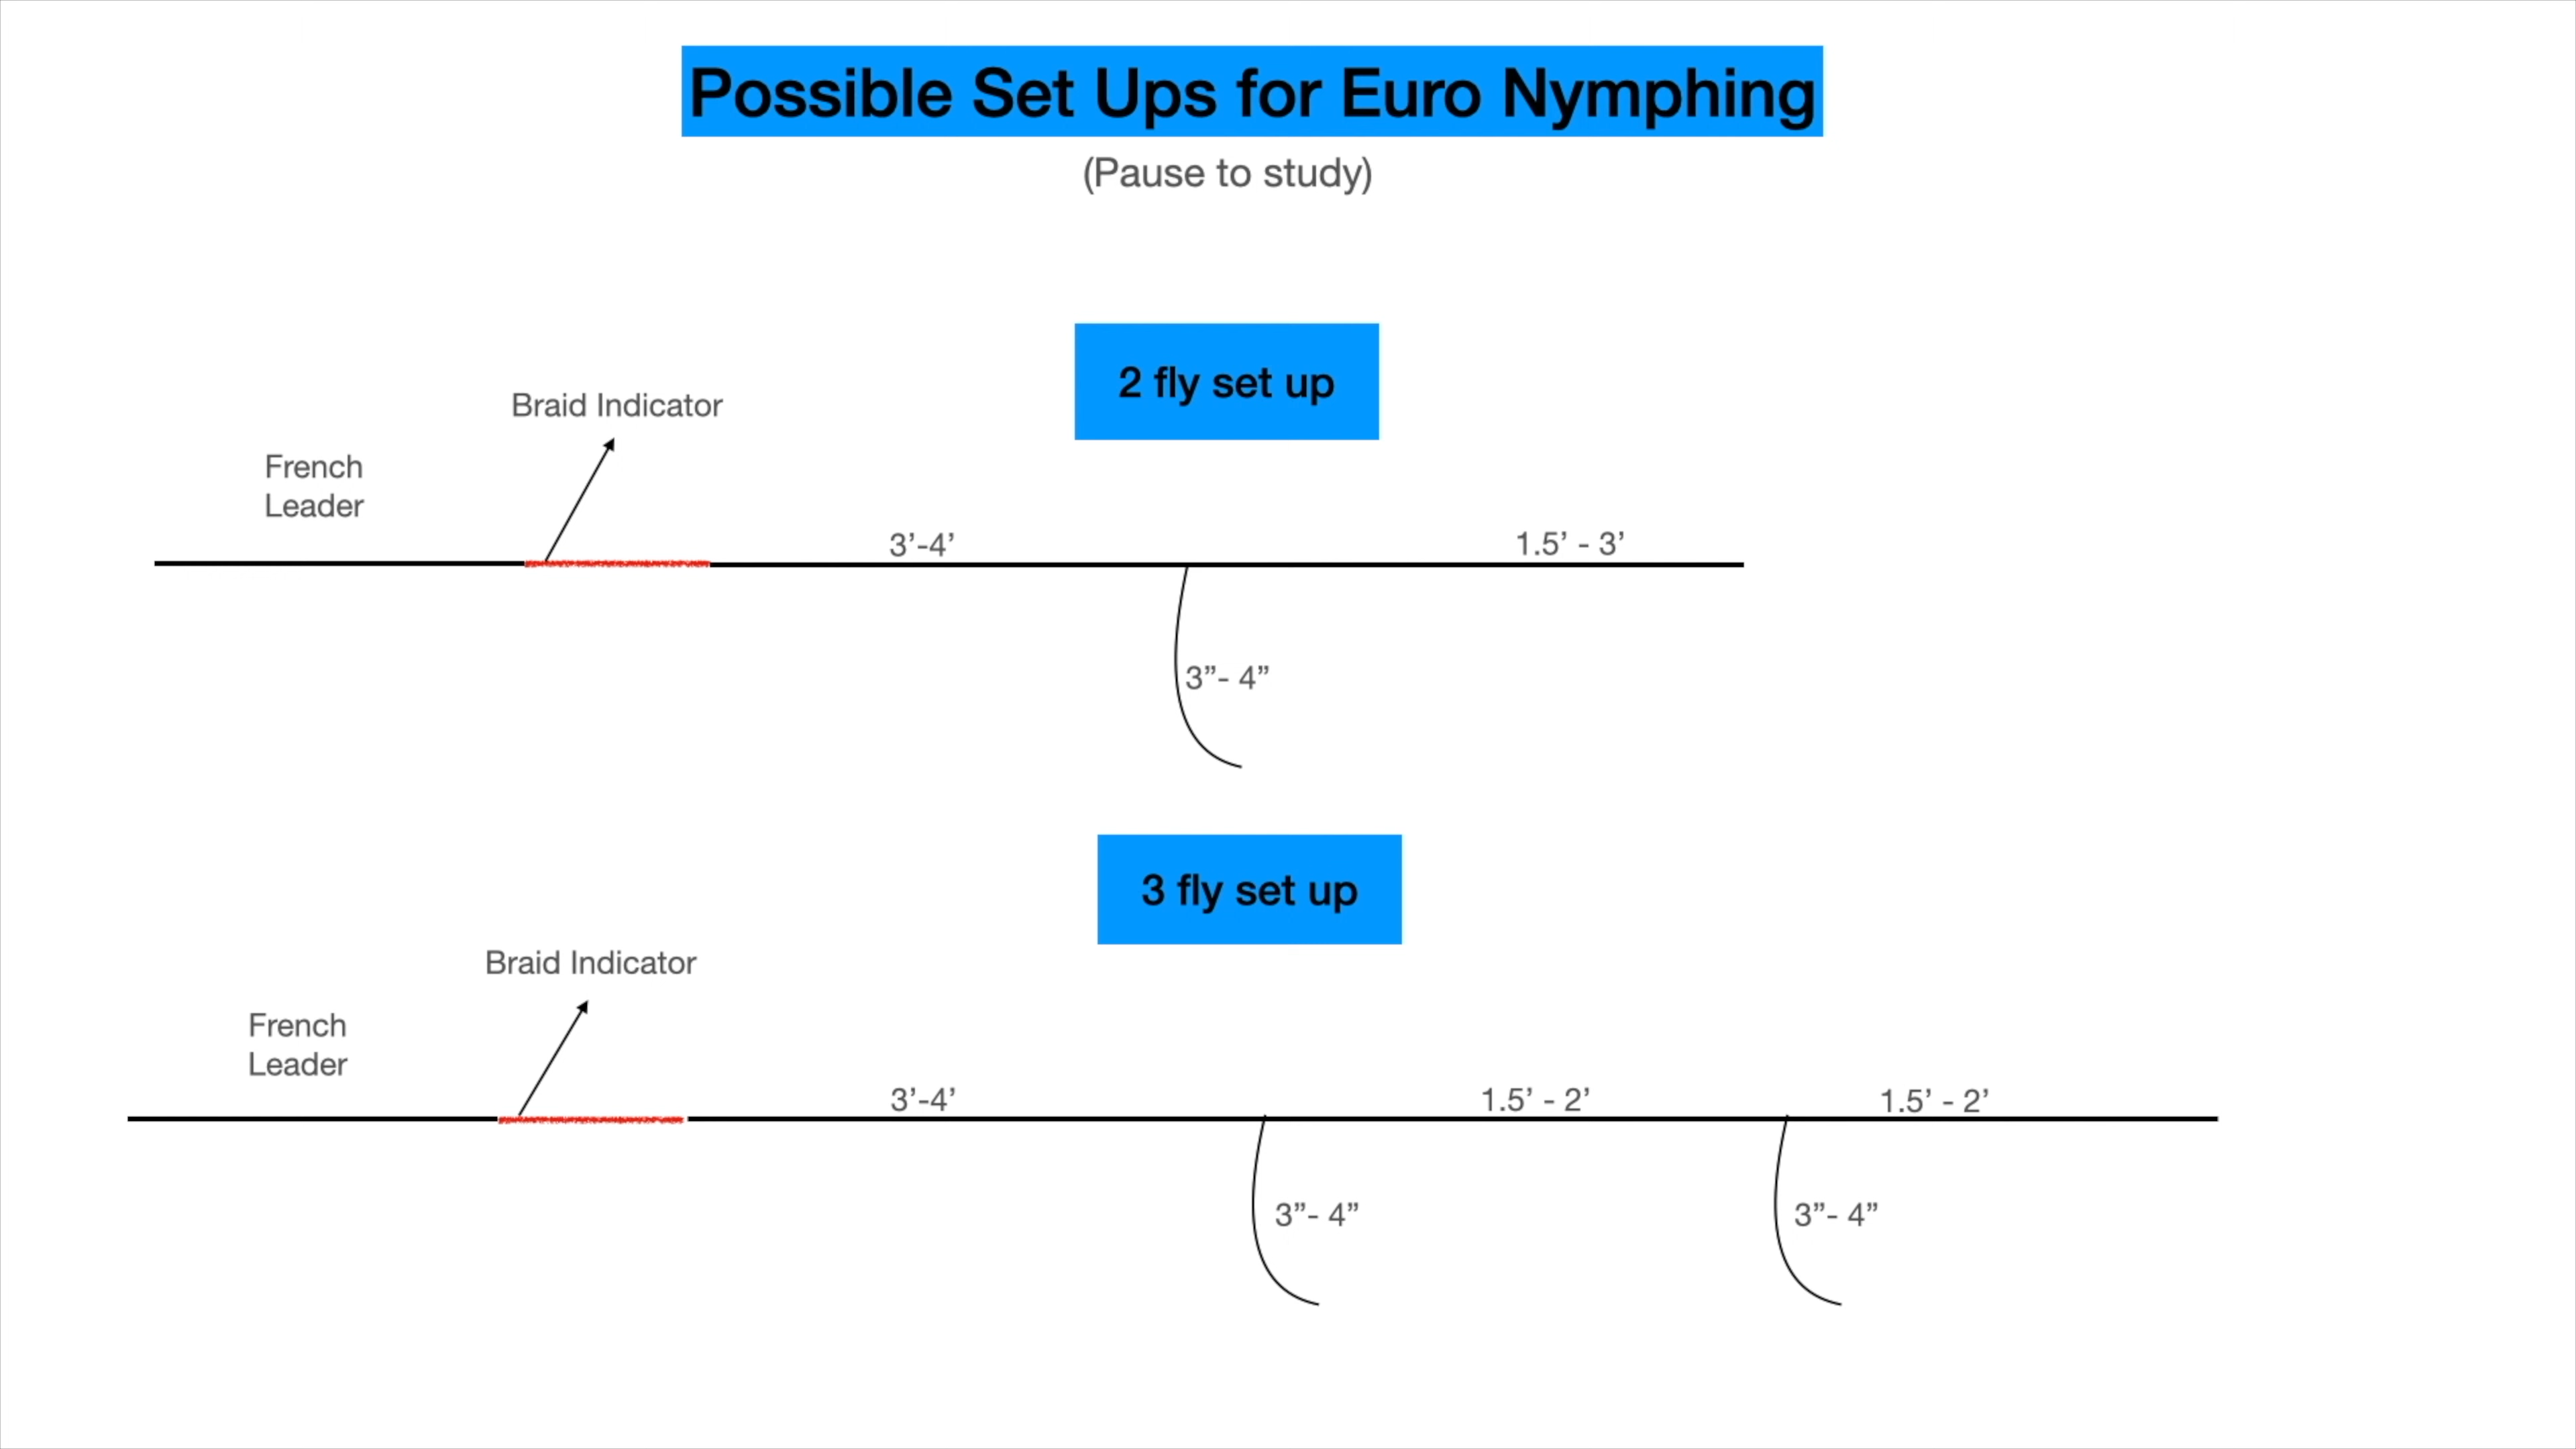 Possible Set Ups for Euro Nymphing
(Pause to study)
2 fly set up
Braid Indicator
French
Leader
3’-4’
1.5’ - 3’
3”- 4”
3 fly set up
Braid Indicator
French
Leader
3’-4’
1.5’ - 2’
1.5’ - 2’
3”- 4”
3”- 4”